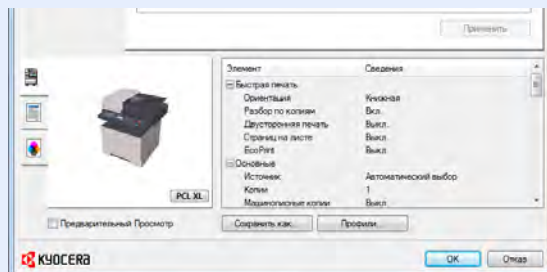 Применить
Элемент Сведения
Быстрая печать
Ориентация Книжная
Разбор по копиям Вкл.
Двусторонняя печать Выкл.
Страниц на листе Выкл.
EcoPrint Выкл.
Основные
Источник Автоматический выбор
Копии 1
Машинописные копии Выкл.
PCL XL
Предварительный Просмотр Сохранить как... Профили...
KYOCERA OK Отказ